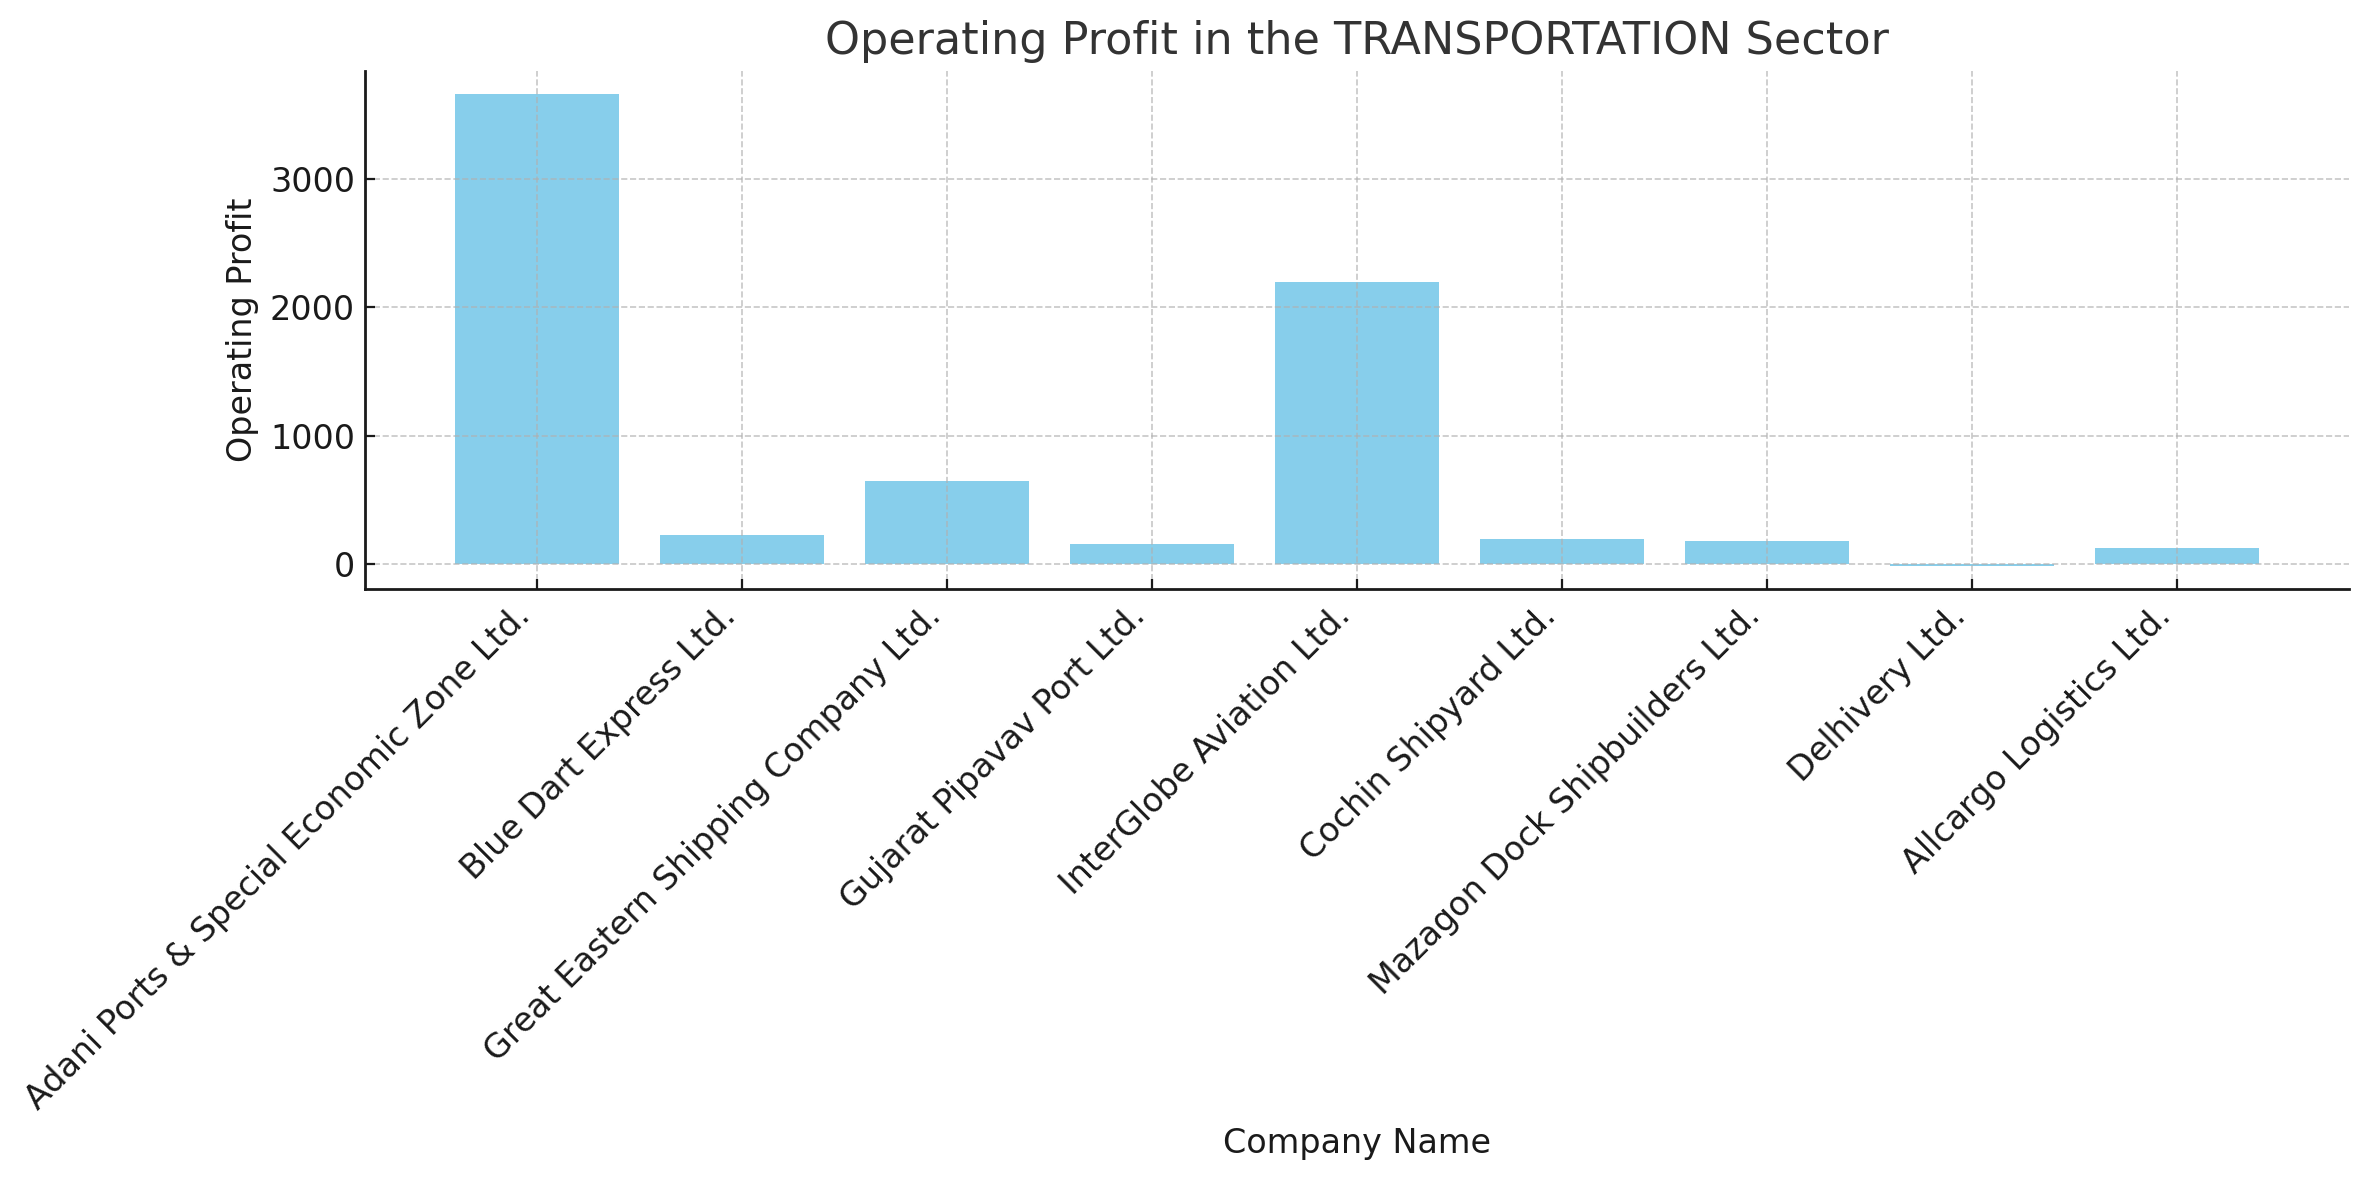 Operating Profit in the TRANSPORTATION Sector
Operating Profit
3000
2000
1000
0
Adani Ports & Special Economic Zone Ltd.
Blue Dart Express Ltd.
Great Eastern Shipping Company Ltd.
Gujarat Pipavav Port Ltd.
InterGlobe Aviation Ltd.
Cochin Shipyard Ltd.
Mazagon Dock Shipbuilders Ltd.
Delhivery Ltd.
Allcargo Logistics Ltd.
Company Name